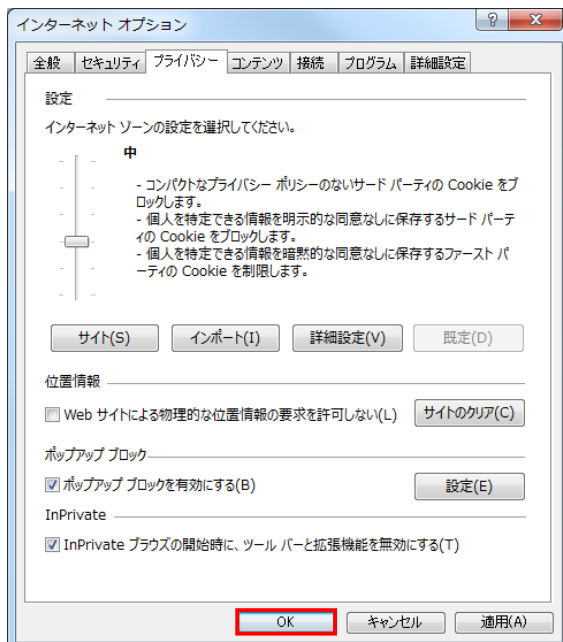 インターネット オプション
全般 セキュリティ プライバシー コンテンツ 接続 プログラム 詳細設定
設定
インターネット ゾーンの設定を選択してください。
中
- コンパクトなプライバシー ポリシーのないサード パーティの Cookie をブ
ロックします。
- 個人を特定できる情報を明示的な同意なしに保存するサード パーテ
ィの Cookie をブロックします。
- 個人を特定できる情報を暗黙的な同意なしに保存するファースト パ
ーティの Cookie を制限します。
サイト(S) インポート(I) 詳細設定(V) 既定(D)
位置情報
Web サイトによる物理的な位置情報の要求を許可しない(L) サイトのクリア(C)
ポップアップ ブロック
ポップアップ ブロックを有効にする(B) 設定(E)
InPrivate
InPrivate ブラウズの開始時に、ツール バーと拡張機能を無効にする(T)
OK キャンセル 適用(A)